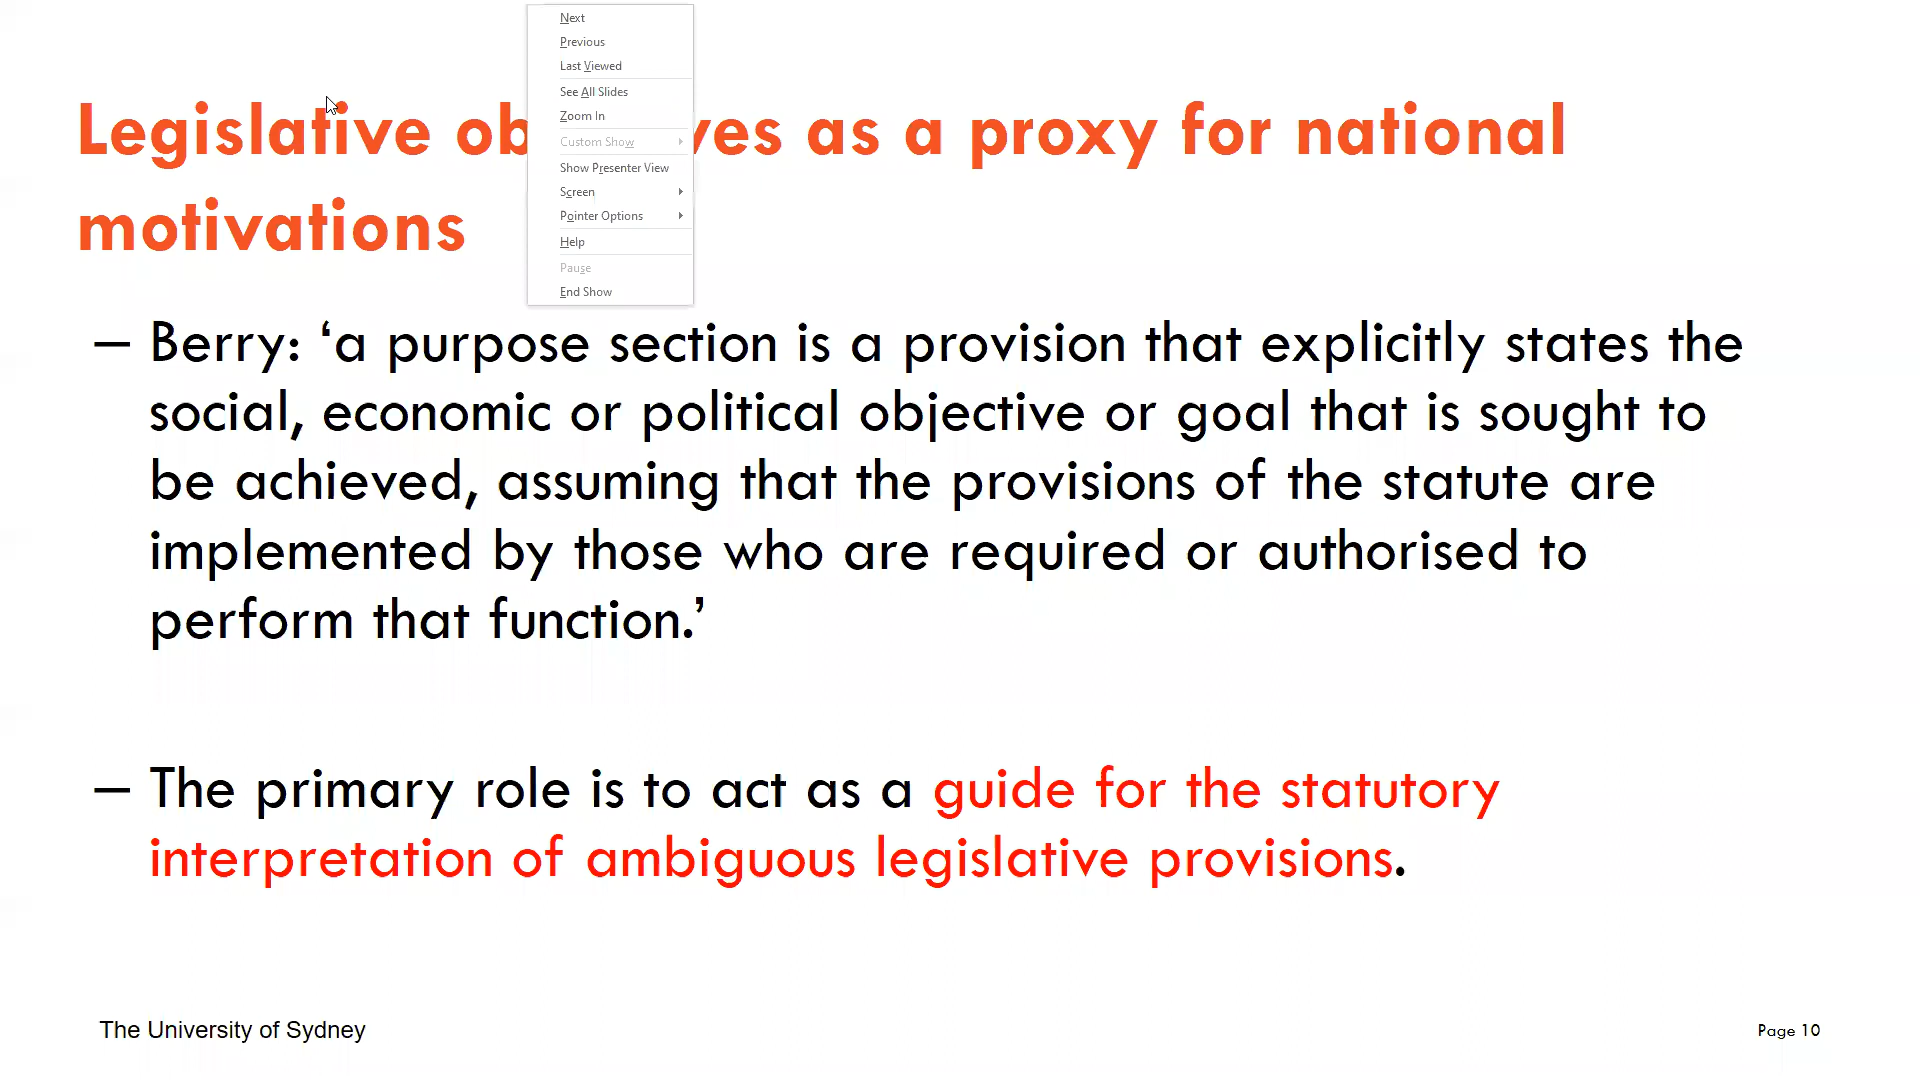 Next
Previous
Last Viewed
See All Slides
Zoom In
Custom Show
Show Presenter View
Screen
Pointer Options
Help
Pause
End Show
Legislative ob ves as a proxy for national
motivations
– Berry: ‘a purpose section is a provision that explicitly states the
social, economic or political objective or goal that is sought to
be achieved, assuming that the provisions of the statute are
implemented by those who are required or authorised to
perform that function.’
– The primary role is to act as a guide for the statutory
interpretation of ambiguous legislative provisions.
The University of Sydney
Page 10